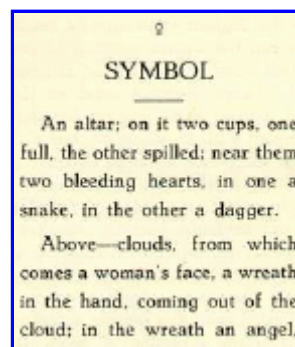 ♀
SYMBOL
An altar; on it two cups, one
full, the other spilled; near them
two bleeding hearts, in one a
snake, in the other a dagger.
Above—clouds, from which
comes a woman's face, a wreath
in the hand, coming out of the
cloud; in the wreath an angel,